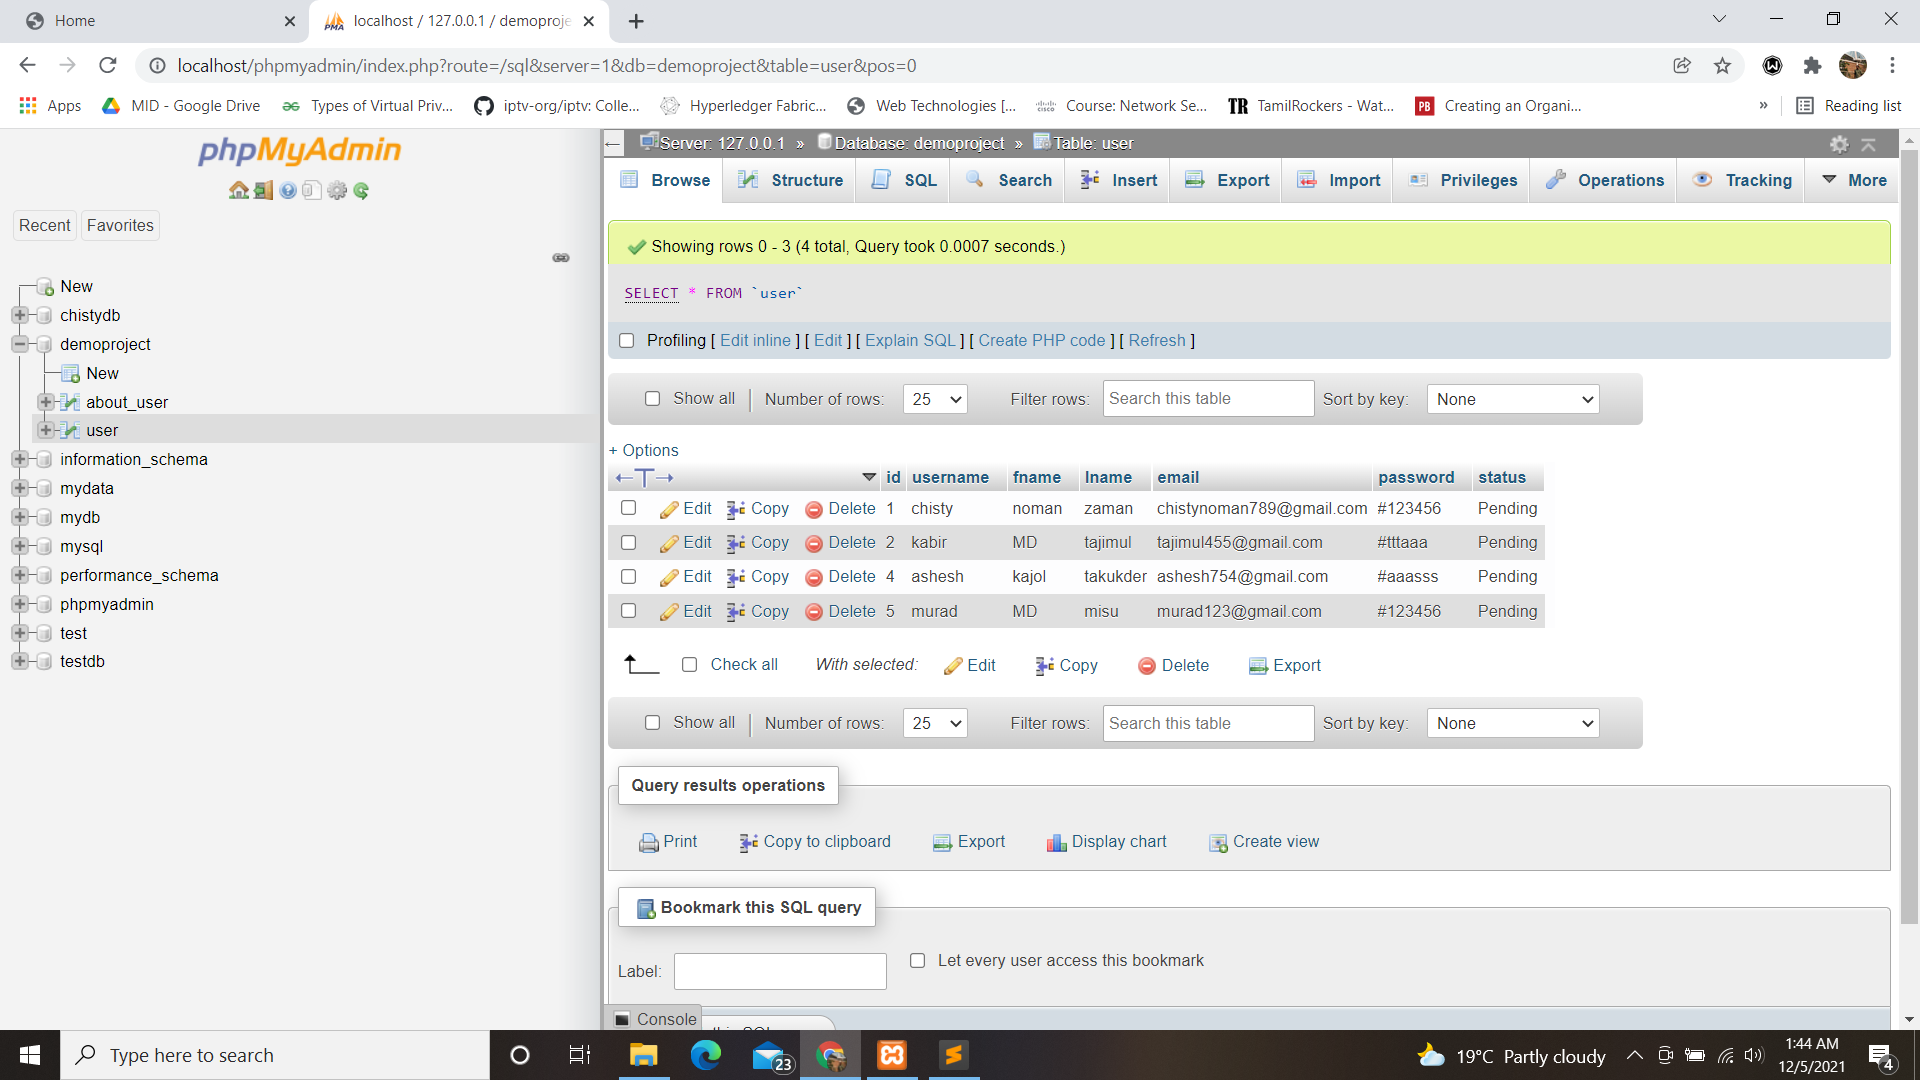 Home
localhost / 127.0.0.1 / demoproje
localhost/phpmyadmin/index.php?route=/sql&server=1&db=demoproject&table=user&pos=0
Apps MID - Google Drive Types of Virtual Priv... iptv-org/iptv: Colle... Hyperledger Fabric... Web Technologies [... Course: Network Se... TamilRockers - Wat... Creating an Organi... » Reading list
phpMyAdmin
Recent Favorites
New
chistydb
demoproject
New
about_user
user
information_schema
mydata
mydb
mysql
performance_schema
phpmyadmin
test
testdb
Server: 127.0.0.1 » Database: demoproject » Table: user
Browse Structure SQL Search Insert Export Import Privileges Operations Tracking More
Showing rows 0 - 3 (4 total, Query took 0.0007 seconds.)
SELECT * FROM `user`
Profiling [ Edit inline ] [ Edit ] [ Explain SQL ] [ Create PHP code ] [ Refresh ]
Show all Number of rows: 25 Filter rows: Search this table Sort by key: None
+ Options
id username fname lname email password status
Edit Copy Delete 1 chisty noman zaman chistynoman789@gmail.com #123456 Pending
Edit Copy Delete 2 kabir MD tajimul tajimul455@gmail.com #tttaaa Pending
Edit Copy Delete 4 ashesh kajol takukder ashesh754@gmail.com #aaasss Pending
Edit Copy Delete 5 murad MD misu murad123@gmail.com #123456 Pending
Check all With selected: Edit Copy Delete Export
Show all Number of rows: 25 Filter rows: Search this table Sort by key: None
Query results operations
Print Copy to clipboard Export Display chart Create view
Bookmark this SQL query
Label: Let every user access this bookmark
Console
Type here to search
23
19°C Partly cloudy
1:44 AM
12/5/2021
4